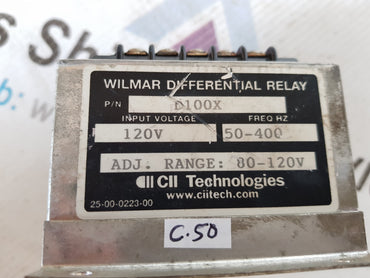 WILMAR DIFFERENTIAL RELAY
P/N D100X
INPUT VOLTAGE FREQ HZ
120V 50-400
ADJ. RANGE: 80-120V
CII Technologies
www.ciitech.com
25-00-0223-00
C.50